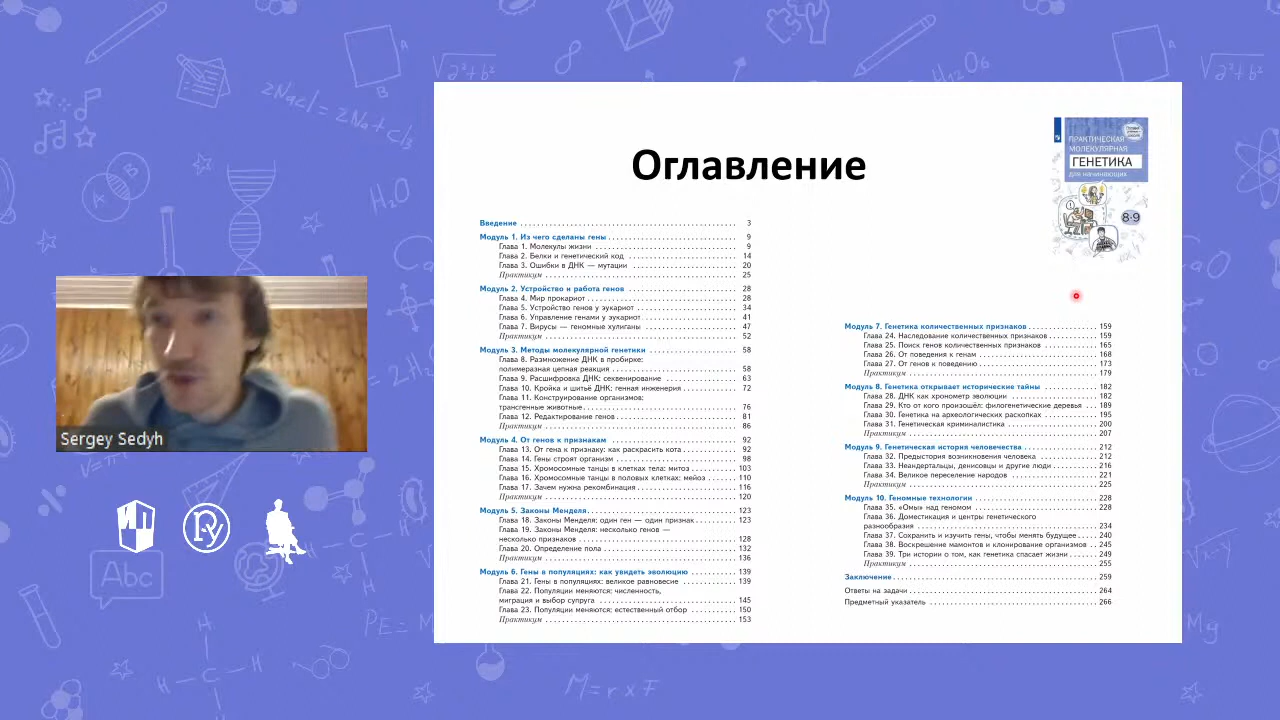 Оглавление
ПРАКТИЧЕСКАЯ
МОЛЕКУЛЯРНАЯ
ГЕНЕТИКА
для начинающих
8-9
Введение 3
Модуль 1. Из чего сделаны гены 9
Глава 1. Молекулы жизни 9
Глава 2. Белки и генетический код 14
Глава 3. Ошибки в ДНК — мутации 20
Практикум 25
Модуль 2. Устройство и работа генов 28
Глава 4. Мир прокариот 28
Глава 5. Устройство генов у эукариот 34
Глава 6. Управление генами у эукариот 41
Глава 7. Вирусы — геномные хулиганы 47
Практикум 52
Модуль 3. Методы молекулярной генетики 58
Глава 8. Размножение ДНК в пробирке:
полимеразная цепная реакция 58
Глава 9. Расшифровка ДНК: секвенирование 63
Глава 10. Кройка и шитьё ДНК: генная инженерия 72
Глава 11. Конструирование организмов:
трансгенные животные 76
Глава 12. Редактирование генов 81
Практикум 86
Модуль 4. От генов к признакам 92
Глава 13. От гена к признаку: как раскрасить кота 92
Глава 14. Гены строят организм 98
Глава 15. Хромосомные танцы в клетках тела: митоз 103
Глава 16. Хромосомные танцы в половых клетках: мейоз 110
Глава 17. Зачем нужна рекомбинация 116
Практикум 120
Модуль 5. Законы Менделя 123
Глава 18. Законы Менделя: один ген — один признак 123
Глава 19. Законы Менделя: несколько генов —
несколько признаков 128
Глава 20. Определение пола 132
Практикум 136
Модуль 6. Гены в популяциях: как увидеть эволюцию 139
Глава 21. Гены в популяциях: великое равновесие 139
Глава 22. Популяции меняются: численность,
миграция и выбор супруга 145
Глава 23. Популяции меняются: естественный отбор 150
Практикум 153
Модуль 7. Генетика количественных признаков 159
Глава 24. Наследование количественных признаков 159
Глава 25. Поиск генов количественных признаков 165
Глава 26. От поведения к генам 168
Глава 27. От генов к поведению 173
Практикум 179
Модуль 8. Генетика открывает исторические тайны 182
Глава 28. ДНК как хронометр эволюции 182
Глава 29. Кто от кого произошёл: филогенетические деревья 189
Глава 30. Генетика на археологических раскопках 195
Глава 31. Генетическая криминалистика 200
Практикум 207
Модуль 9. Генетическая история человечества 212
Глава 32. Предыстория возникновения человека 212
Глава 33. Неандертальцы, денисовцы и другие люди 216
Глава 34. Великое переселение народов 221
Практикум 225
Модуль 10. Геномные технологии 228
Глава 35. «Омы» над геномом 228
Глава 36. Доместикация и центры генетического
разнообразия 234
Глава 37. Сохранить и изучить гены, чтобы менять будущее 240
Глава 38. Воскрешение мамонтов и клонирование организмов 245
Глава 39. Три истории о том, как генетика спасает жизни 249
Практикум 255
Заключение 259
Ответы на задачи 264
Предметный указатель 266
Sergey Sedyh
Abc